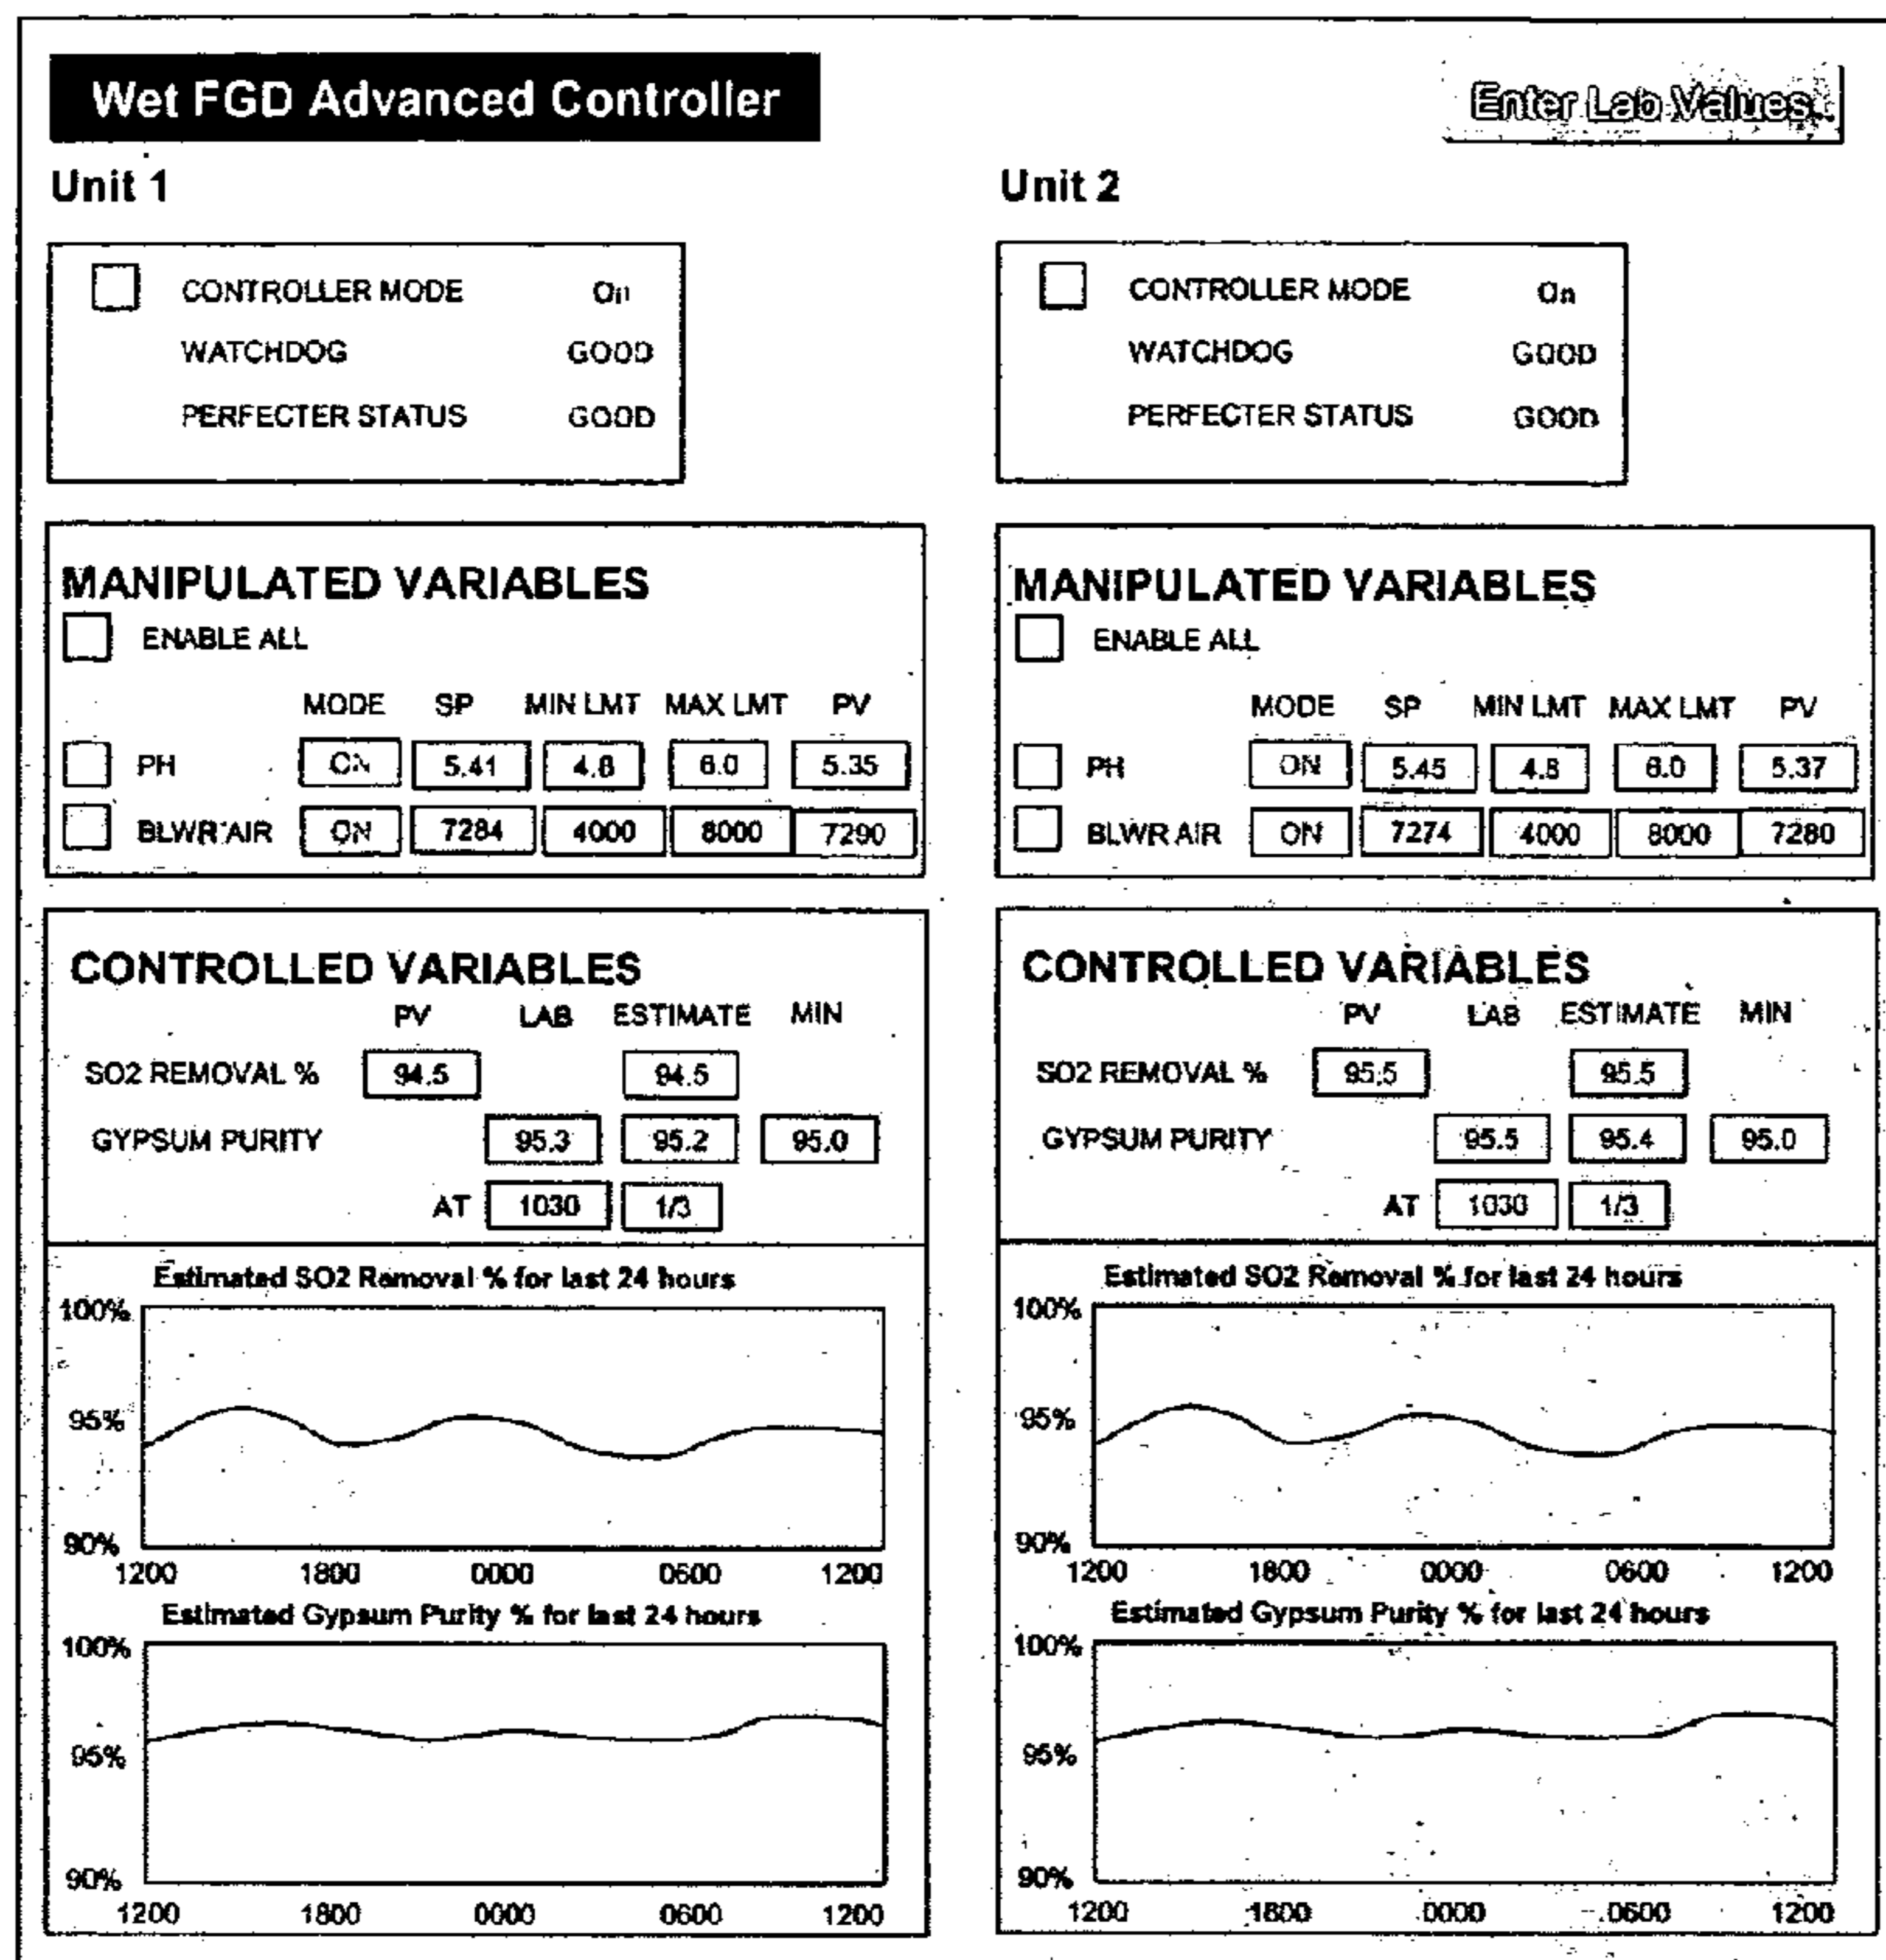 Wet FGD Advanced Controller
Enter Lab Values
Unit 1
CONTROLLER MODE On
WATCHDOG GOOD
PERFECTER STATUS GOOD
MANIPULATED VARIABLES
ENABLE ALL
MODE SP MIN LMT MAX LMT PV
PH ON 5.41 4.8 6.0 5.35
BLWR AIR ON 7284 4000 8000 7290
CONTROLLED VARIABLES
PV LAB ESTIMATE MIN
SO2 REMOVAL % 94.5 94.5
GYPSUM PURITY 95.3 95.2 95.0
AT 1030 1/3
Estimated SO2 Removal % for last 24 hours
100%
95%
90%
1200 1800 0000 0600 1200
Estimated Gypsum Purity % for last 24 hours
100%
95%
90%
1200 1800 0000 0600 1200
Unit 2
CONTROLLER MODE On
WATCHDOG GOOD
PERFECTER STATUS GOOD
MANIPULATED VARIABLES
ENABLE ALL
MODE SP MIN LMT MAX LMT PV
PH ON 5.45 4.8 6.0 5.37
BLWR AIR ON 7274 4000 8000 7280
CONTROLLED VARIABLES
PV LAB ESTIMATE MIN
SO2 REMOVAL % 95.5 95.5
GYPSUM PURITY 95.5 95.4 95.0
AT 1030 1/3
Estimated SO2 Removal % for last 24 hours
100%
95%
90%
1200 1800 0000 0600 1200
Estimated Gypsum Purity % for last 24 hours
100%
95%
90%
1200 1800 0000 0600 1200